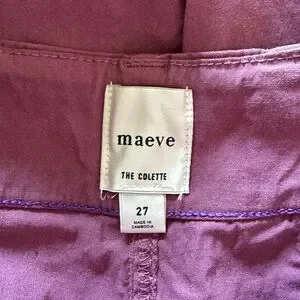 maeve
THE COLETTE
27
MADE IN
CAMBODIA